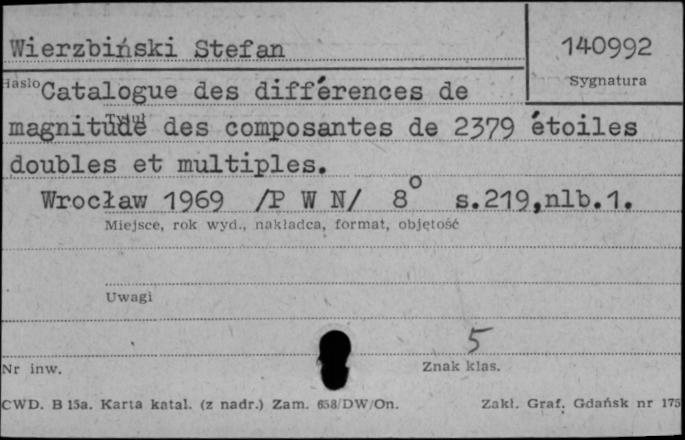 Wierzbiński Stefan
140992
Hasło
Sygnatura
Catalogue des différences de
Tytuł
magnitude des composantes de 2379 étoiles
doubles et multiples.
Wrocław 1969 /P W N/ 8° s.219,nlb.1.
Miejsce, rok wyd., nakładca, format, objętość
Uwagi
5
Nr inw.
Znak klas.
CWD. B 15a. Karta katal. (z nadr.) Zam. 658/DW/On.
Zakł. Graf. Gdańsk nr 175